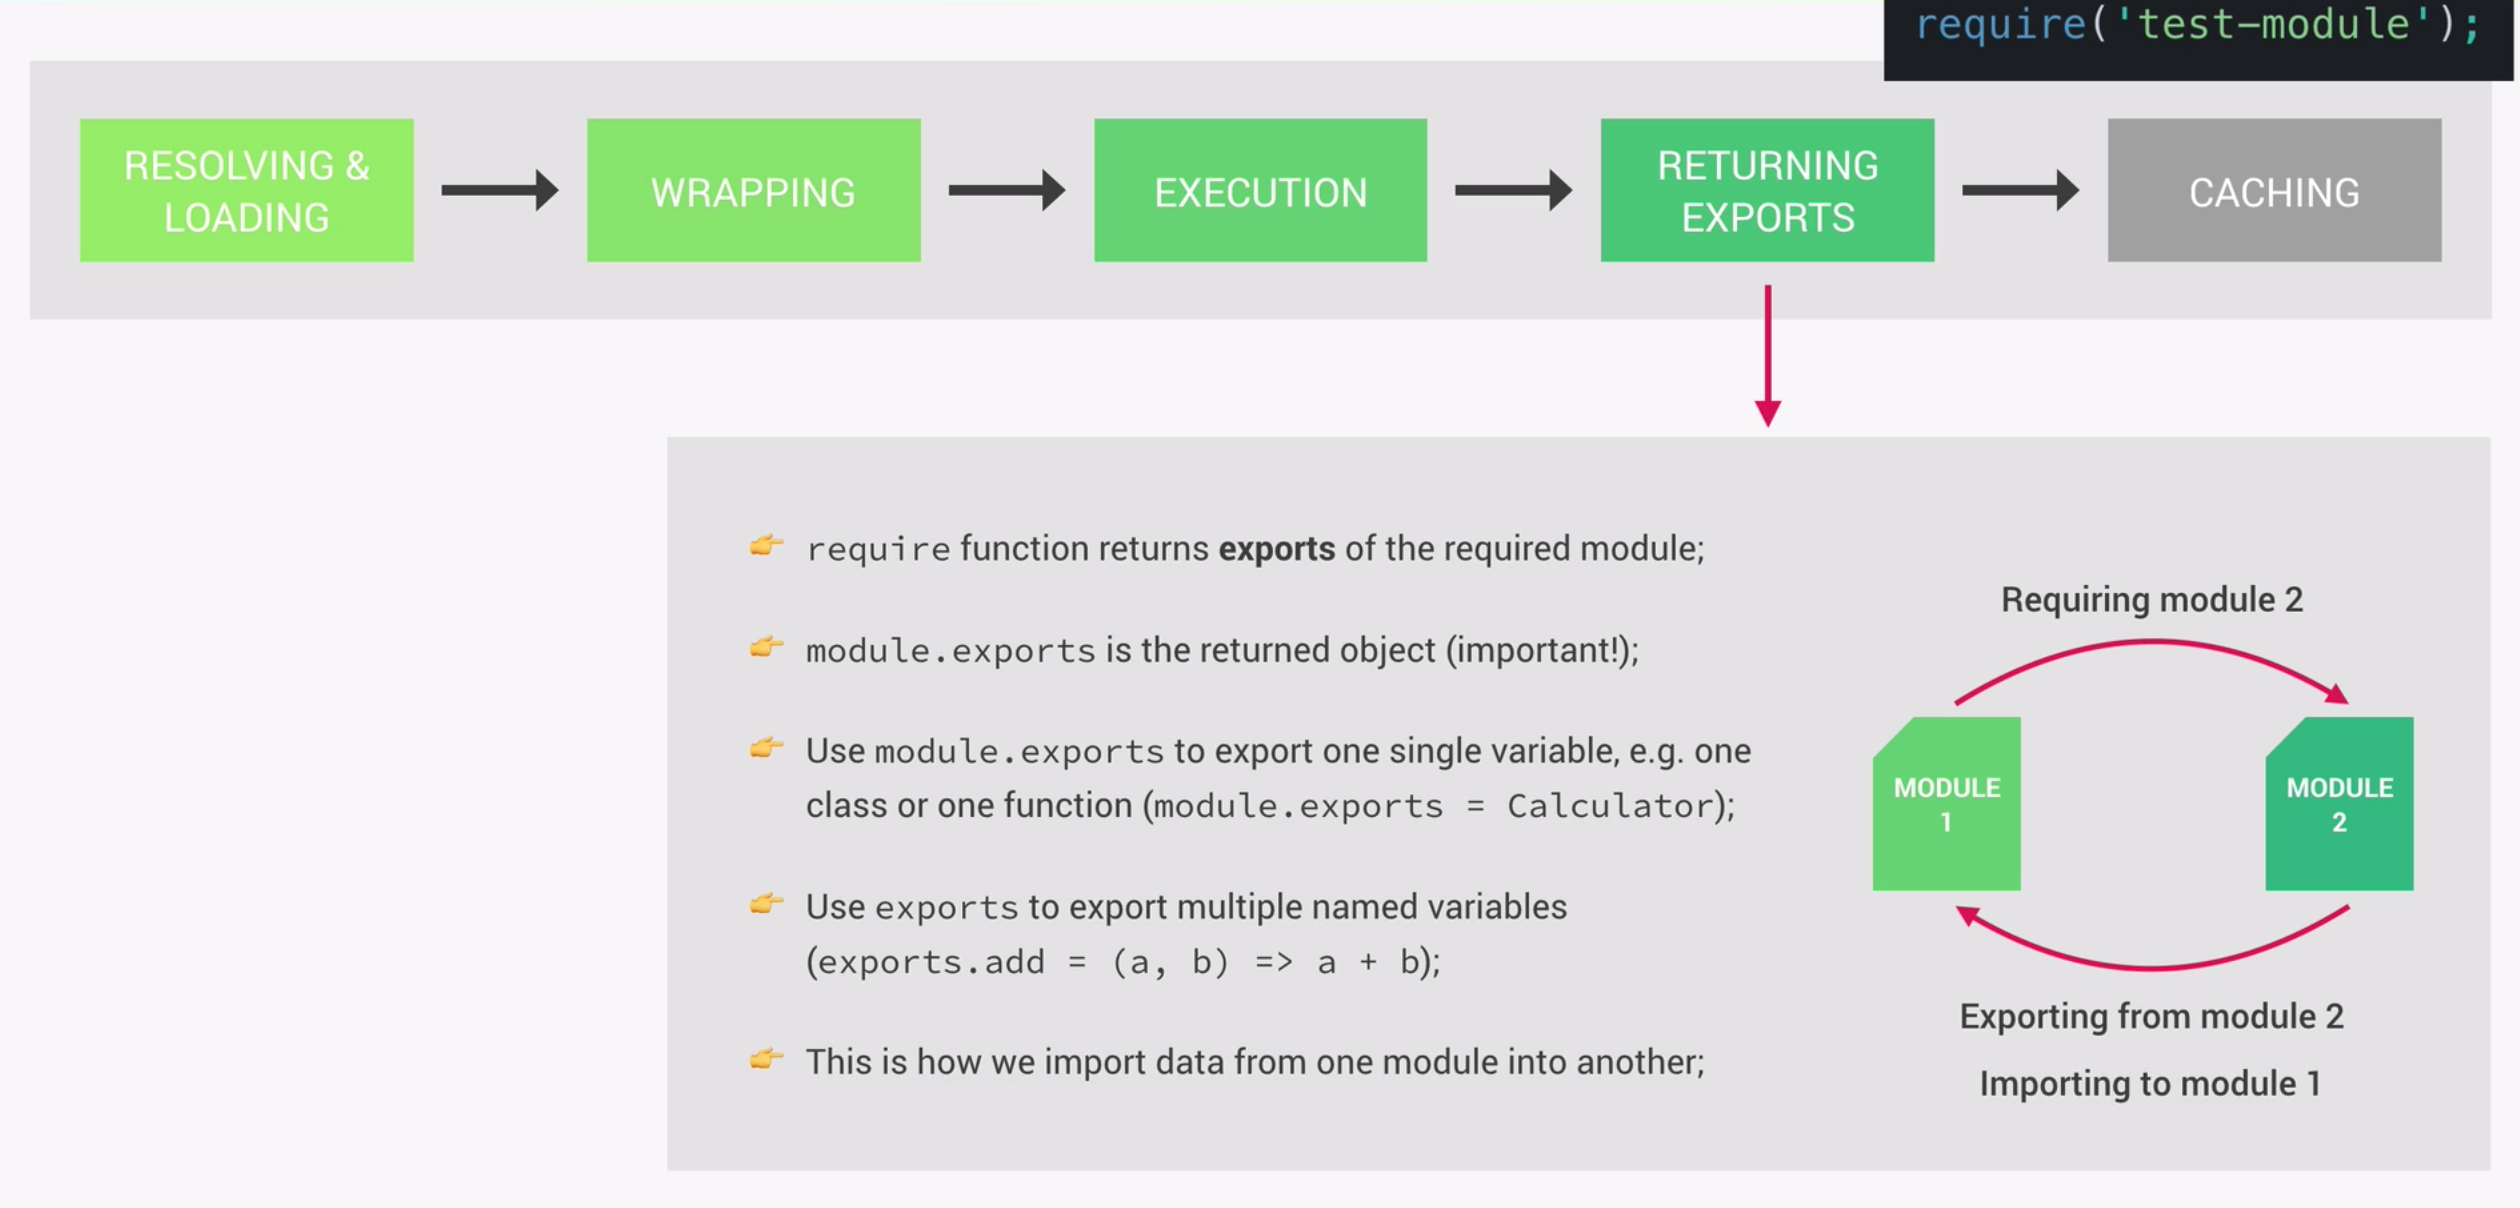 require('test-module');
RESOLVING &
LOADING
WRAPPING
EXECUTION
RETURNING
EXPORTS
CACHING
require function returns exports of the required module;
module.exports is the returned object (important!);
Use module.exports to export one single variable, e.g. one
class or one function (module.exports = Calculator);
Use exports to export multiple named variables
(exports.add = (a, b) => a + b);
This is how we import data from one module into another;
Requiring module 2
MODULE
1
MODULE
2
Exporting from module 2
Importing to module 1